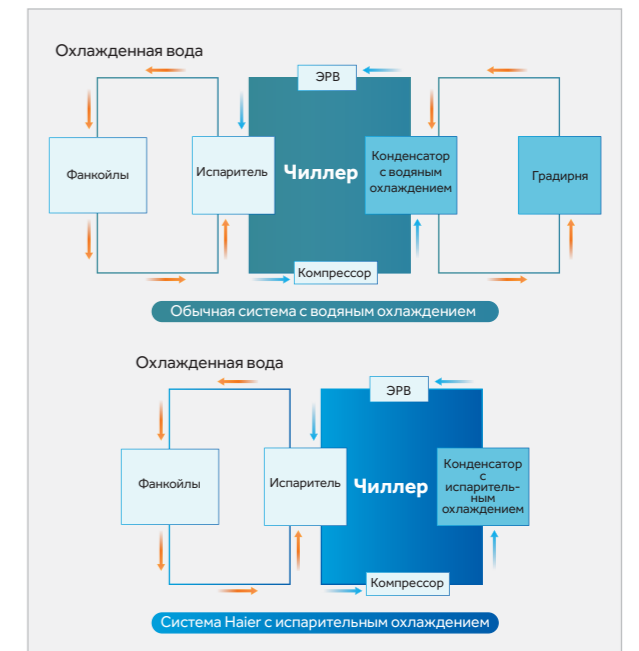 Охлажденная вода
ЭРВ
Фанкойлы
Испаритель
Чиллер
Конденсатор
с водяным
охлаждением
Градирня
Компрессор
Обычная система с водяным охлаждением
Охлажденная вода
ЭРВ
Фанкойлы
Испаритель
Чиллер
Конденсатор
с
испаритель-
ным
охлаждением
Компрессор
Система Haier с испарительным охлаждением